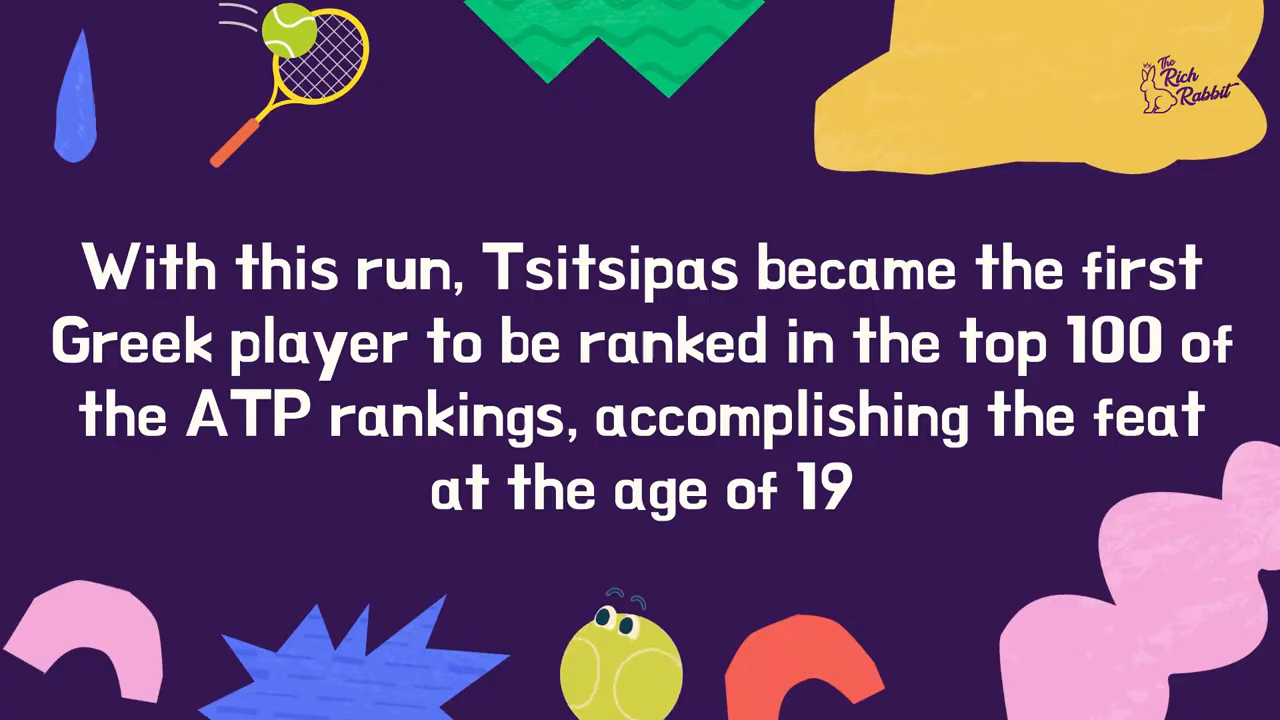 The
Rich
Rabbit
With this run, Tsitsipas became the first
Greek player to be ranked in the top 100 of
the ATP rankings, accomplishing the feat
at the age of 19